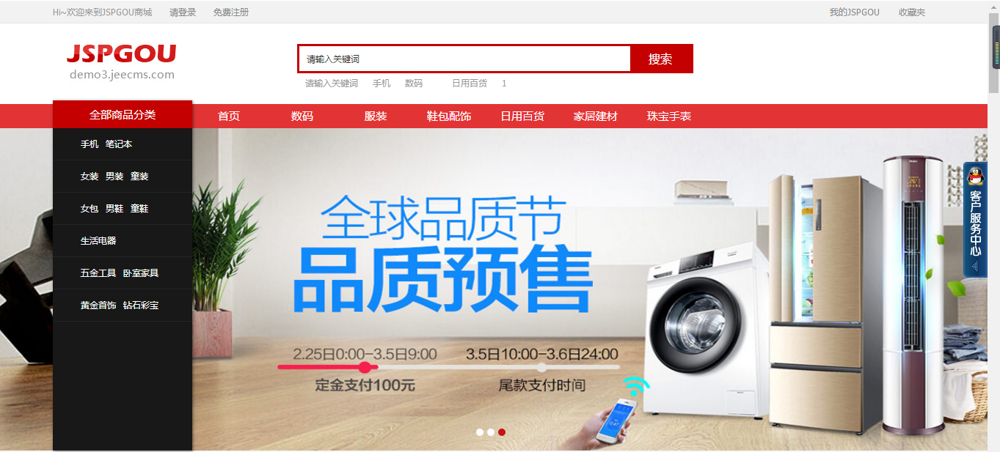 Hi~欢迎来到JSPGOU商城 请登录 免费注册 我的JSPGOU 收藏夹
JSPGOU
demo3.jeecms.com
请输入关键词 搜索
请输入关键词 手机 数码 日用百货 1
全部商品分类 首页 数码 服装 鞋包配饰 日用百货 家居建材 珠宝手表
手机 笔记本
女装 男装 童装
女包 男鞋 童鞋
生活电器
五金工具 卧室家具
黄金首饰 钻石彩宝
全球品质节
品质预售
2.25日0:00-3.5日9:00 3.5日10:00-3.6日24:00
定金支付100元 尾款支付时间
Haier
客户服务中心